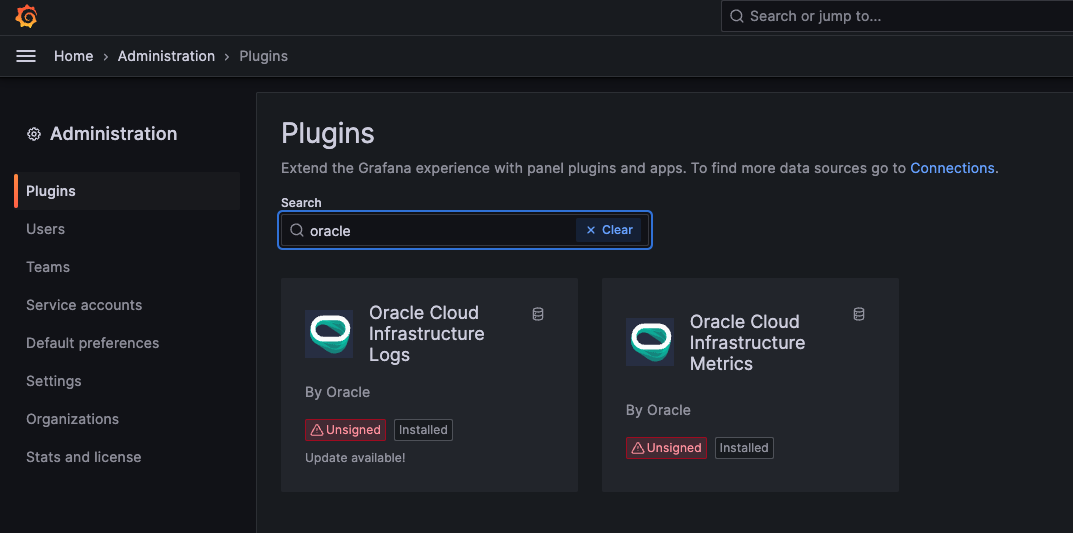 Search or jump to...
Home › Administration › Plugins
Administration
Plugins
Users
Teams
Service accounts
Default preferences
Settings
Organizations
Stats and license
Plugins
Extend the Grafana experience with panel plugins and apps. To find more data sources go to Connections.
Search
oracle
× Clear
Oracle Cloud
Infrastructure
Logs
By Oracle
Unsigned
Installed
Update available!
Oracle Cloud
Infrastructure
Metrics
By Oracle
Unsigned
Installed